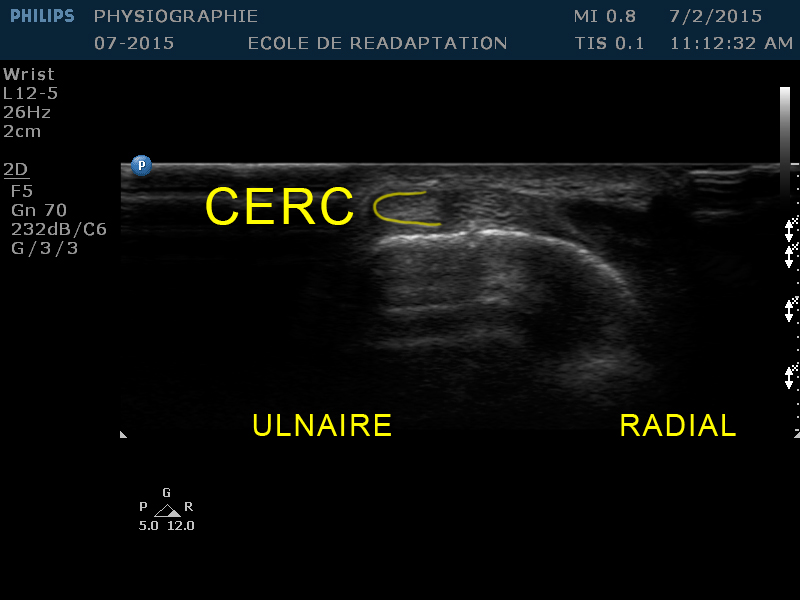 PHILIPS PHYSIOGRAPHIE MI 0.8 7/2/2015
07-2015 ECOLE DE READAPTATION TIS 0.1 11:12:32 AM
Wrist
L12-5
26Hz
2cm
2D
F5
Gn 70
232dB/C6
G/3/3
P
CERC
ULNAIRE RADIAL
G
P R
5.0 12.0